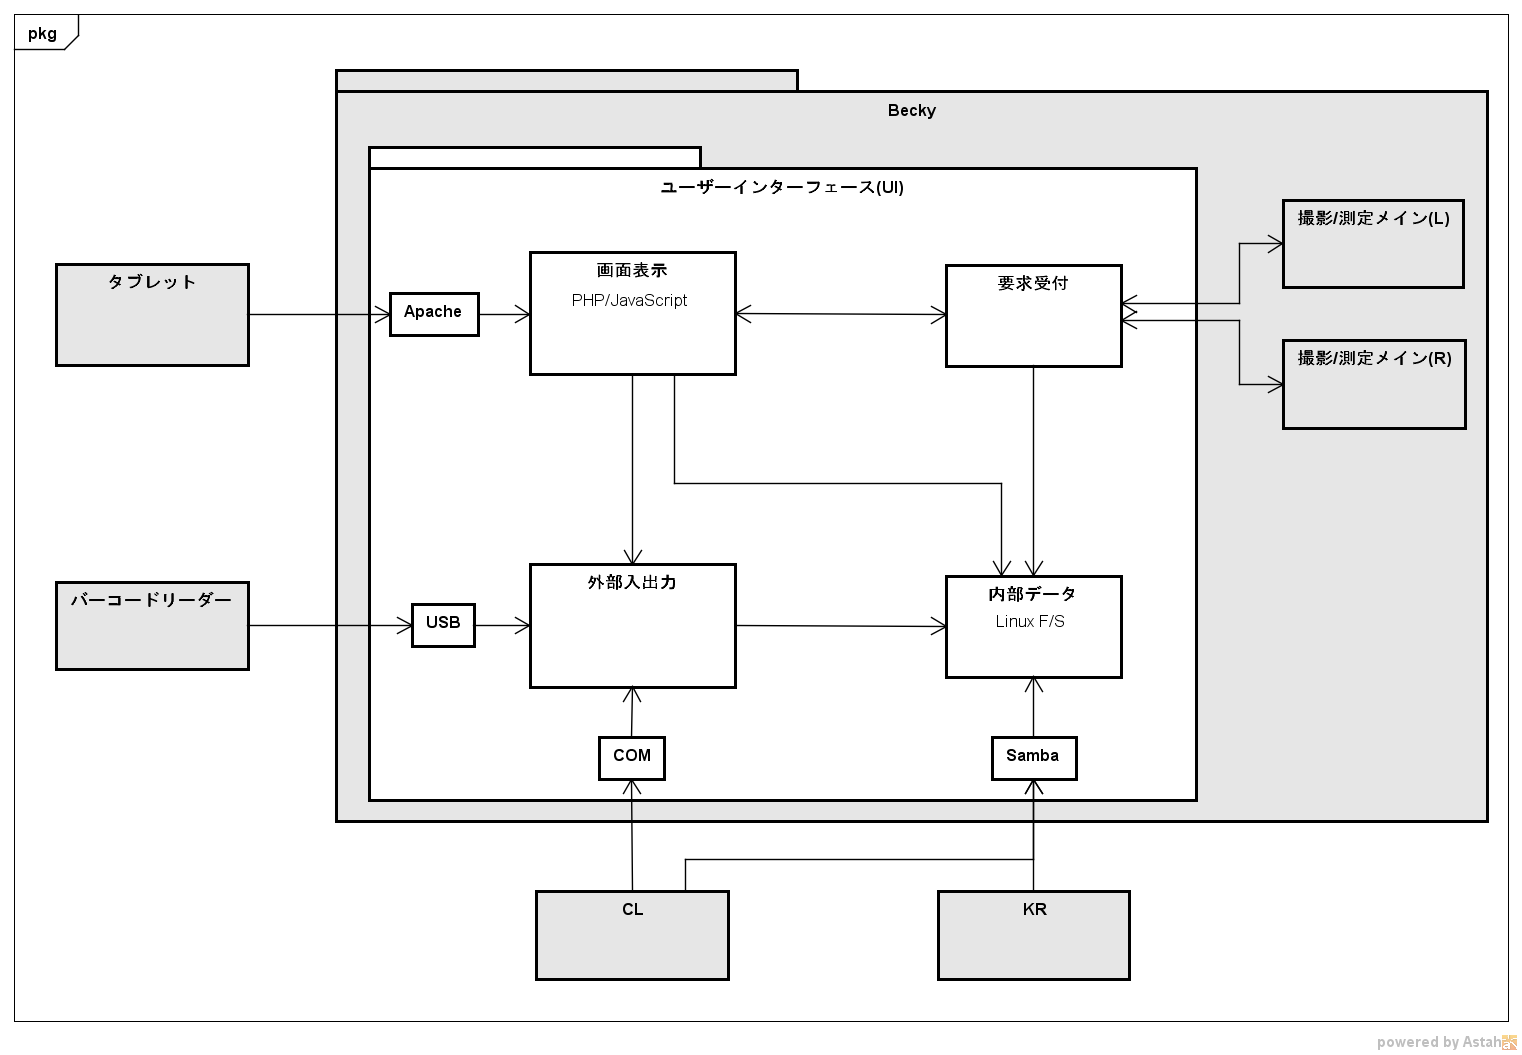 pkg
Becky
ユーザーインターフェース(UI)
撮影/測定メイン(L)
タブレット
Apache
画面表示
PHP/JavaScript
要求受付
撮影/測定メイン(R)
バーコードリーダー
USB
外部入出力
内部データ
Linux F/S
COM
Samba
CL
KR
powered by Astah